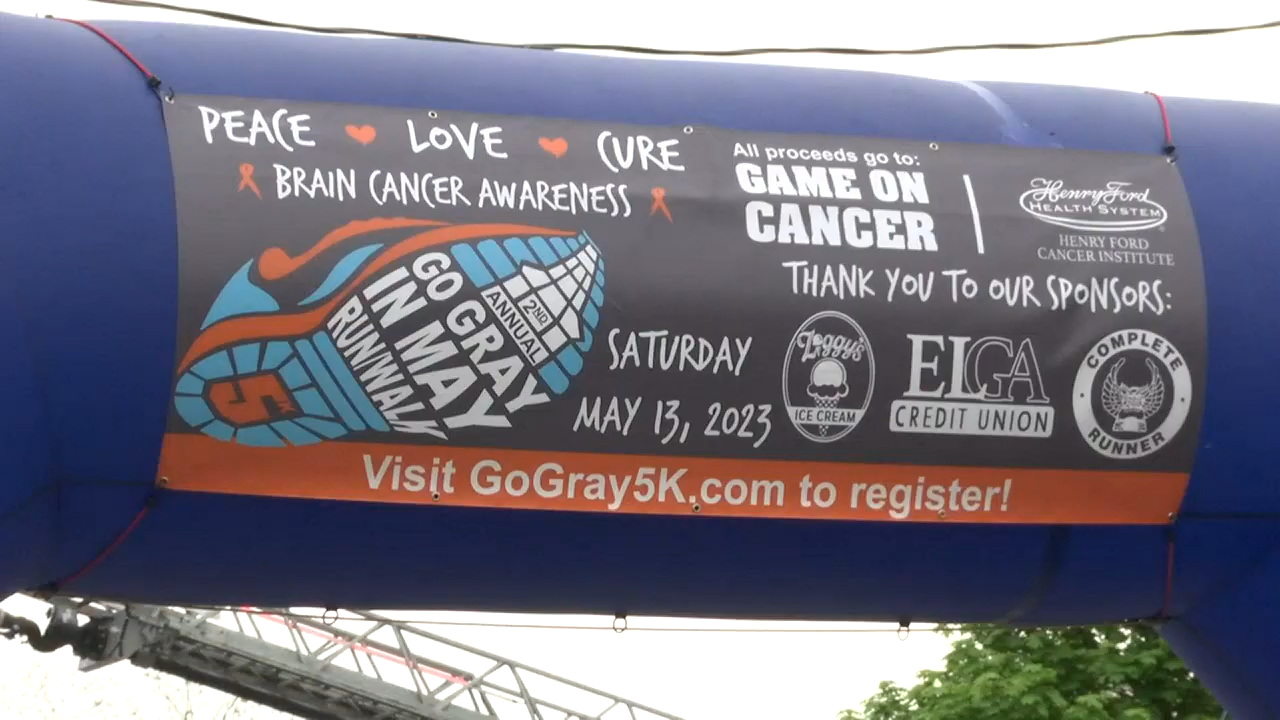 PEACE LOVE CURE
BRAIN CANCER AWARENESS
GO GRAY
IN MAY
RUN/WALK
2ND
ANNUAL
5K
SATURDAY
MAY 13, 2023
All proceeds go to:
GAME ON
CANCER
Henry Ford
HEALTH SYSTEM
HENRY FORD
CANCER INSTITUTE
THANK YOU TO OUR SPONSORS:
Ziggy's
ICE CREAM
ELGA
CREDIT UNION
COMPLETE
RUNNER
Visit GoGray5K.com to register!